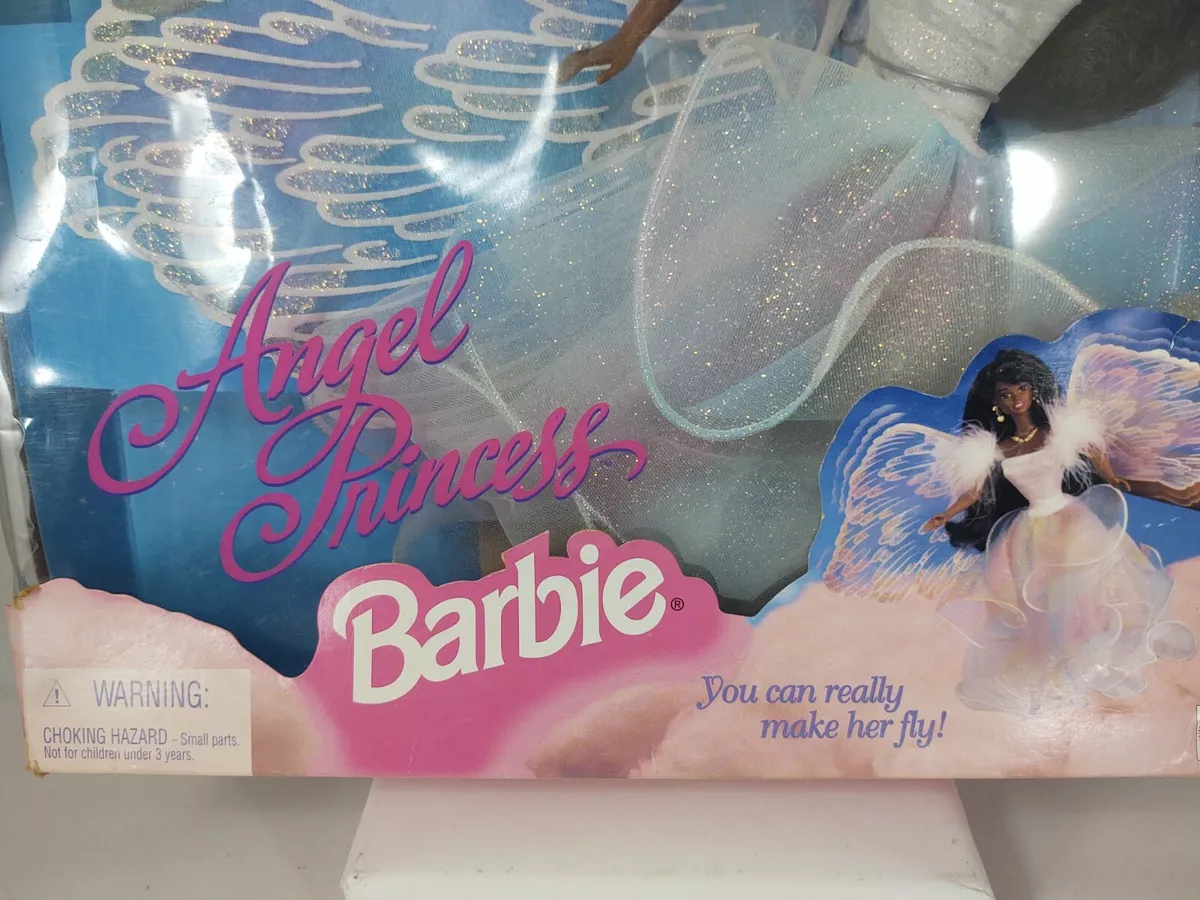 Angel
Princess
Barbie®
You can really
make her fly!
⚠ WARNING:
CHOKING HAZARD – Small parts.
Not for children under 3 years.